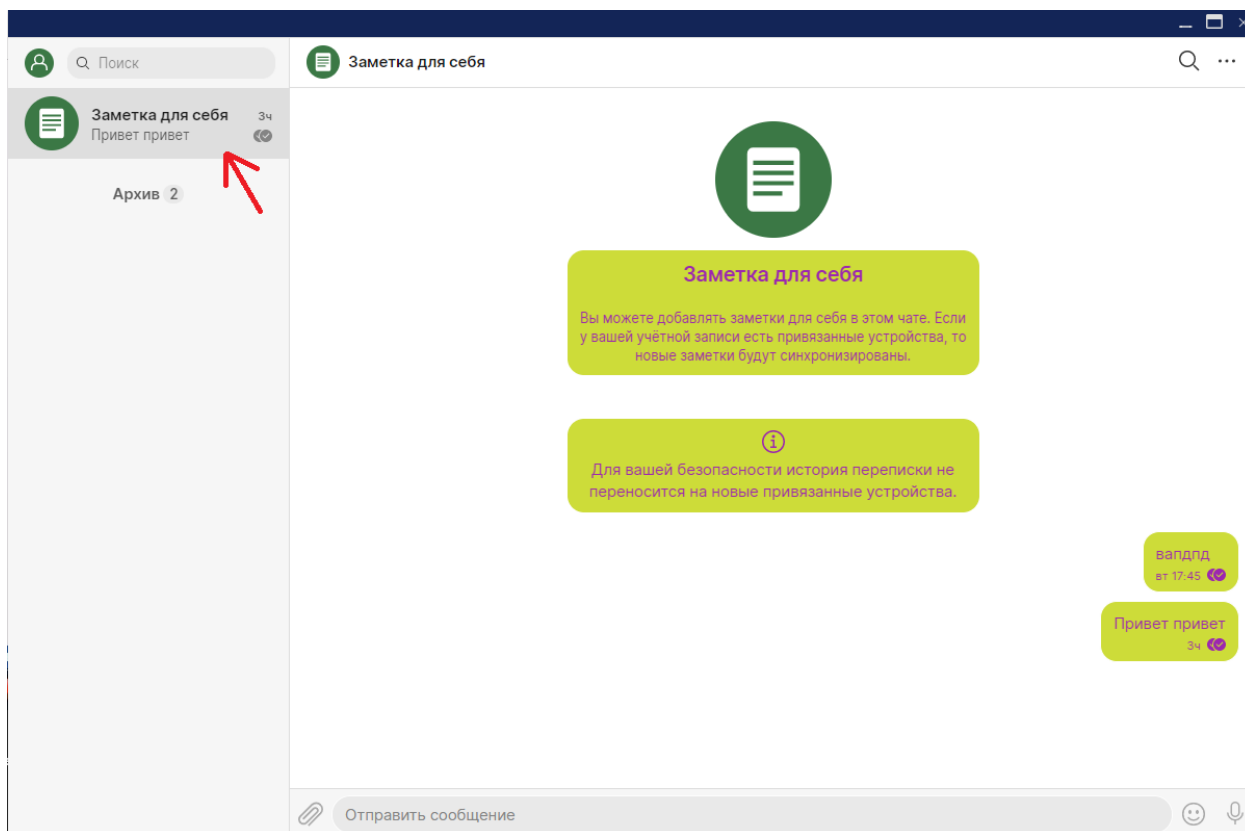 Поиск
Заметка для себя
Заметка для себя 3ч
Привет привет
Архив 2
Заметка для себя
Вы можете добавлять заметки для себя в этом чате. Если
у вашей учётной записи есть привязанные устройства, то
новые заметки будут синхронизированы.
Для вашей безопасности история переписки не
переносится на новые привязанные устройства.
вапдпд
вт 17:45
Привет привет
3ч
Отправить сообщение